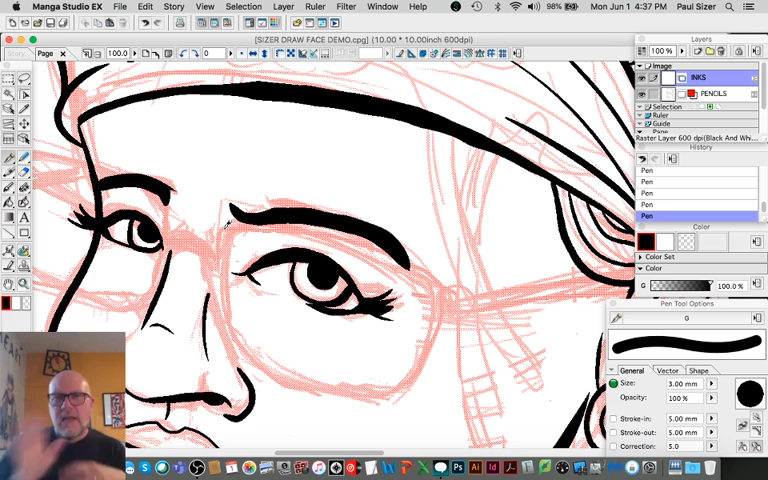 Manga Studio EX File Edit Story View Selection Layer Filter Ruler Window Help 98% Mon Jun 1 4:37 PM Paul Sizer
[SIZER DRAW FACE DEMO.cpg] (10.00 * 10.00inch 600dpi)
Story Page 100.0 0
Layers
100 %
Image
INKS
PENCILS
Selection
Ruler
Guide
Raster Layer 600 dpi(Black And Whi...
History
Pen
Pen
Pen
Pen
Pen
Color
Color Set
Color
G 100.0 %
Pen Tool Options
G
General Vector Shape
Size: 3.00 mm
Opacity: 100 %
Stroke-in: 5.00 mm
Stroke-out: 5.00 mm
Correction: 5.0